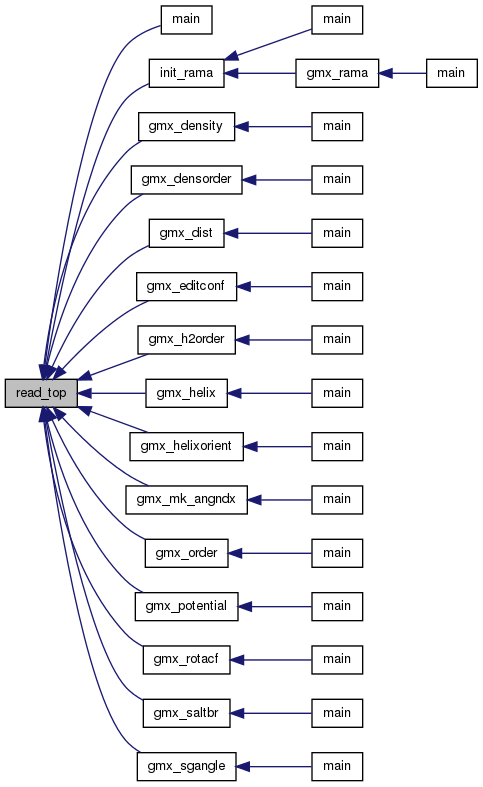 main
init_rama
main
gmx_rama
main
gmx_density
main
gmx_densorder
main
gmx_dist
main
gmx_editconf
main
gmx_h2order
main
read_top
gmx_helix
main
gmx_helixorient
main
gmx_mk_angndx
main
gmx_order
main
gmx_potential
main
gmx_rotacf
main
gmx_saltbr
main
gmx_sgangle
main